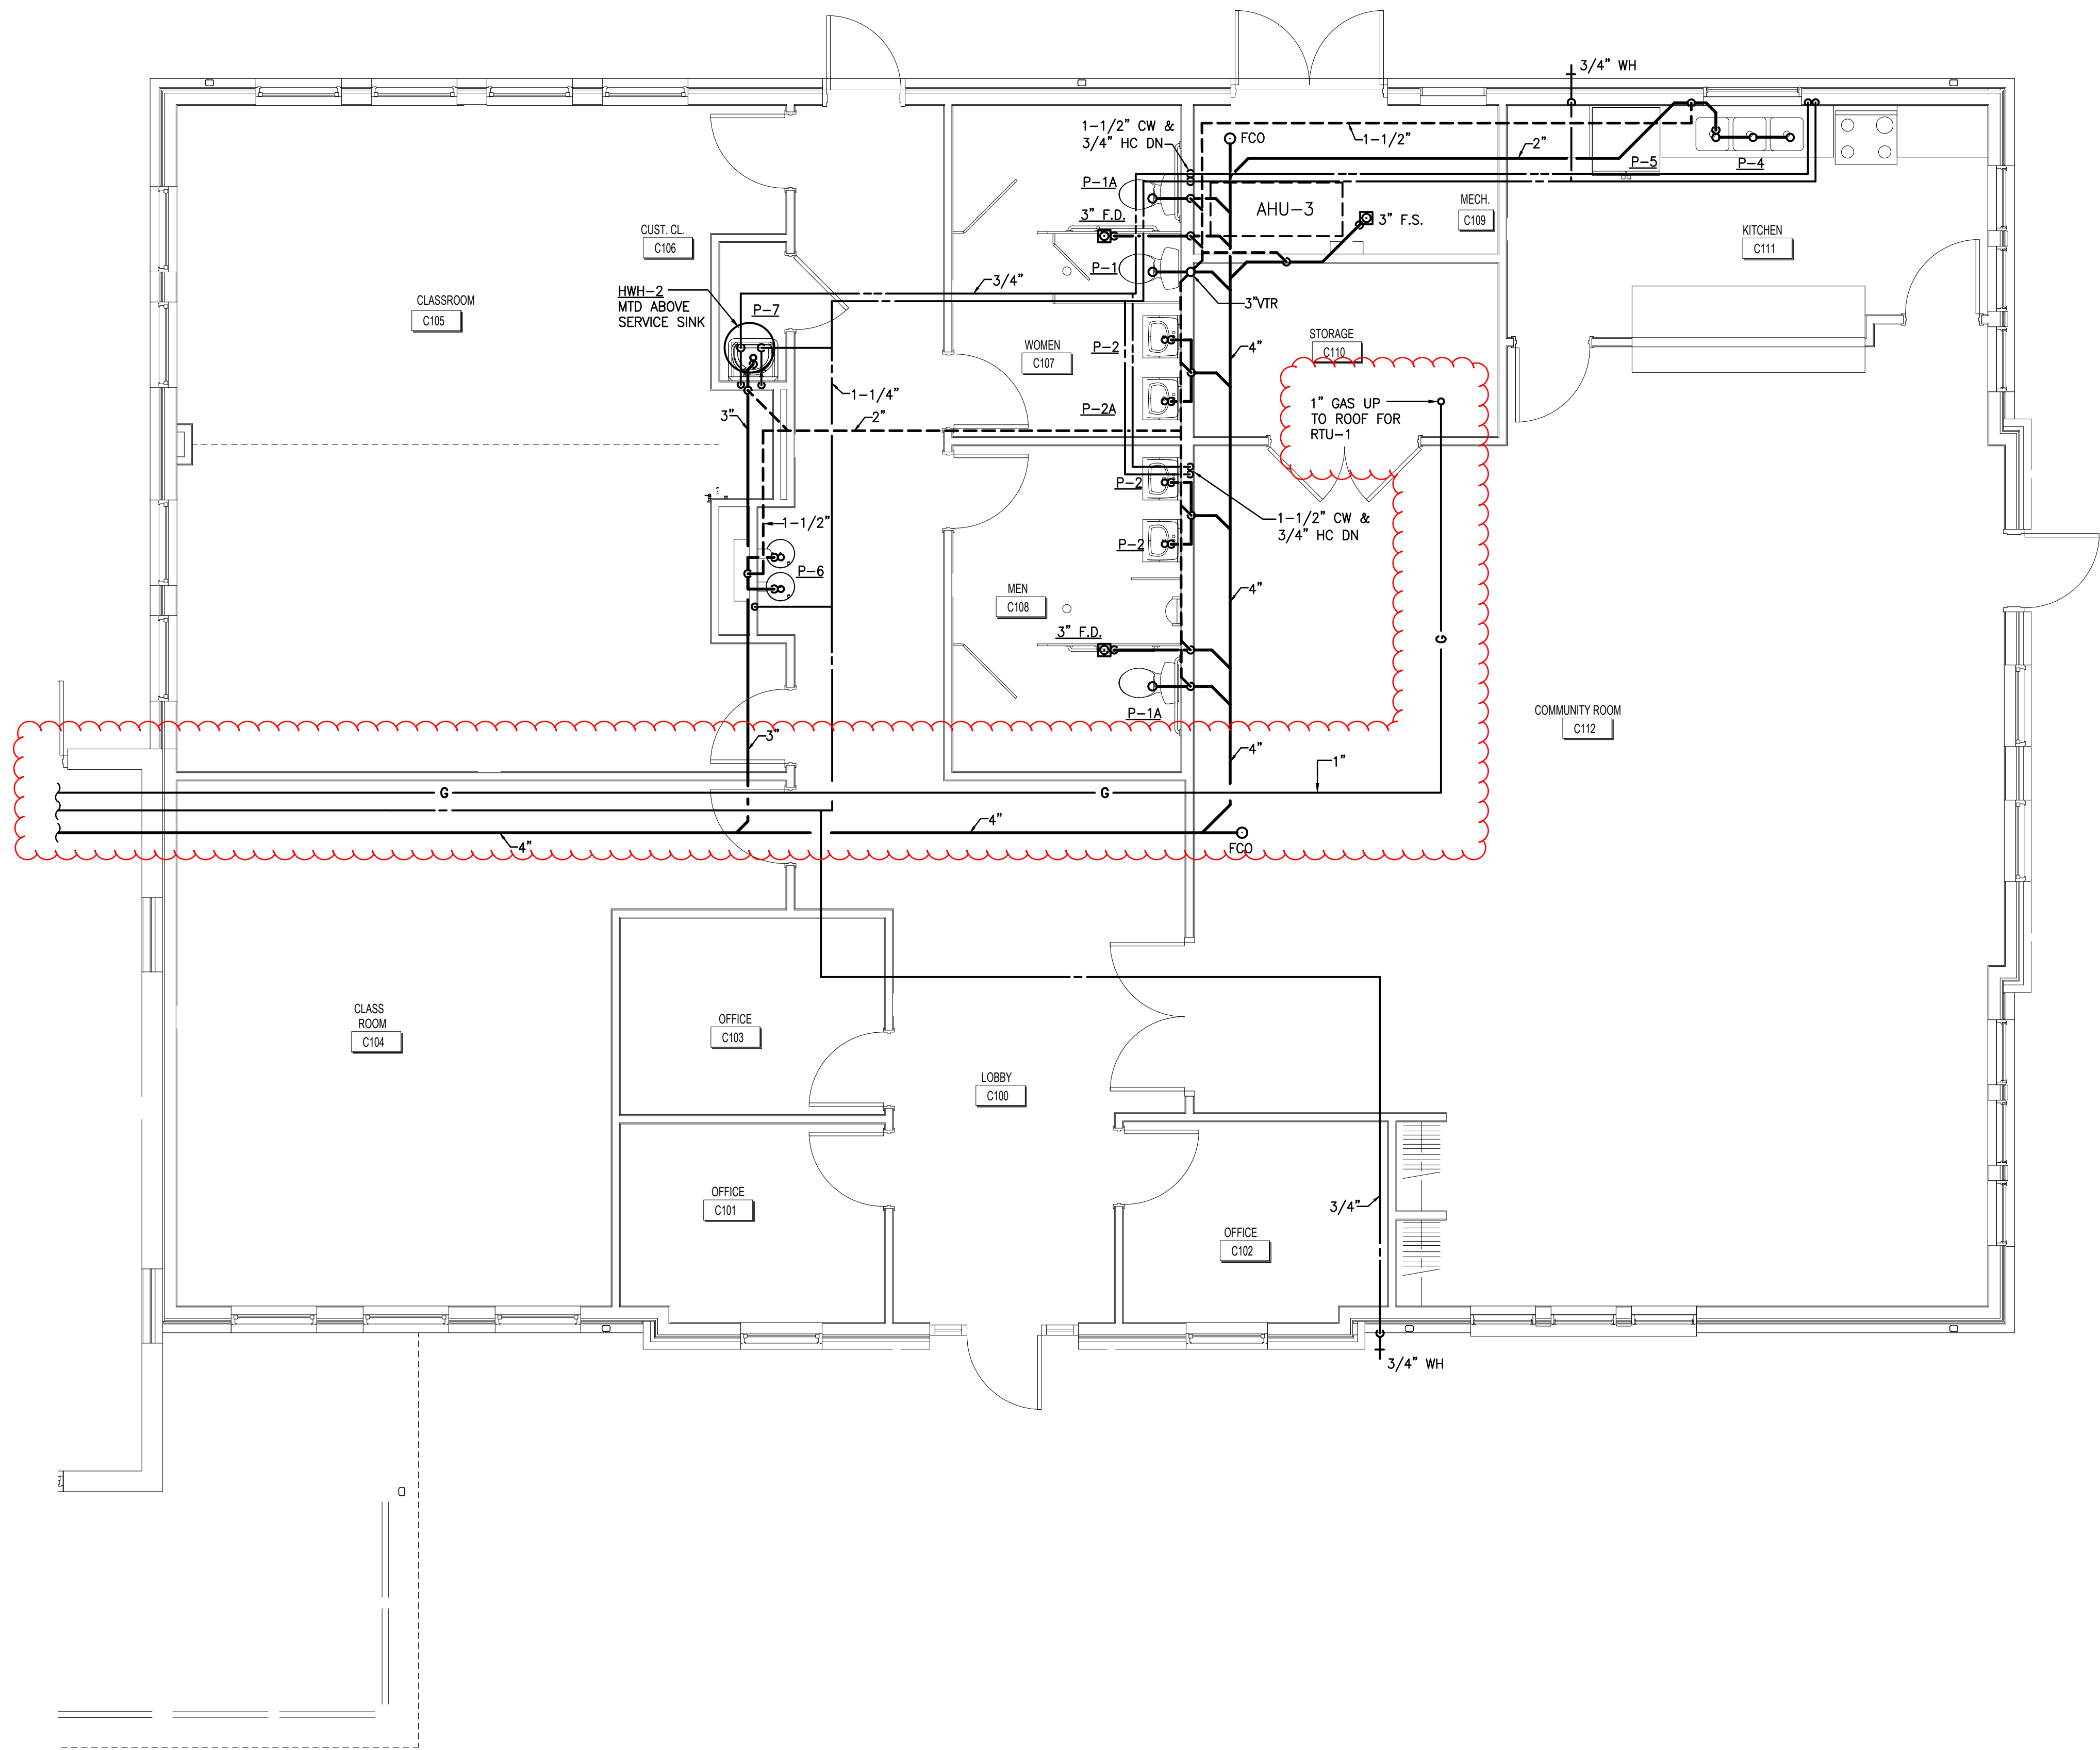 3/4" WH
1-1/2" CW &
3/4" HC DN
FCO
1-1/2"
2"
P-5
P-4
P-1A
3" F.D.
AHU-3
MECH.
C109
3" F.S.
KITCHEN
C111
CUST. CL.
C106
P-1
3/4"
HWH-2
MTD ABOVE
SERVICE SINK
P-7
CLASSROOM
C105
3"VTR
STORAGE
C110
WOMEN
C107
P-2
4"
1-1/4"
P-2A
3"
2"
1" GAS UP
TO ROOF FOR
RTU-1
P-2
1-1/2"
1-1/2" CW &
3/4" HC DN
P-2
P-6
MEN
C108
4"
3" F.D.
G
P-1A
COMMUNITY ROOM
C112
3"
4"
1"
G
G
4"
4"
FCO
CLASS
ROOM
C104
OFFICE
C103
LOBBY
C100
OFFICE
C101
3/4"
OFFICE
C102
3/4" WH